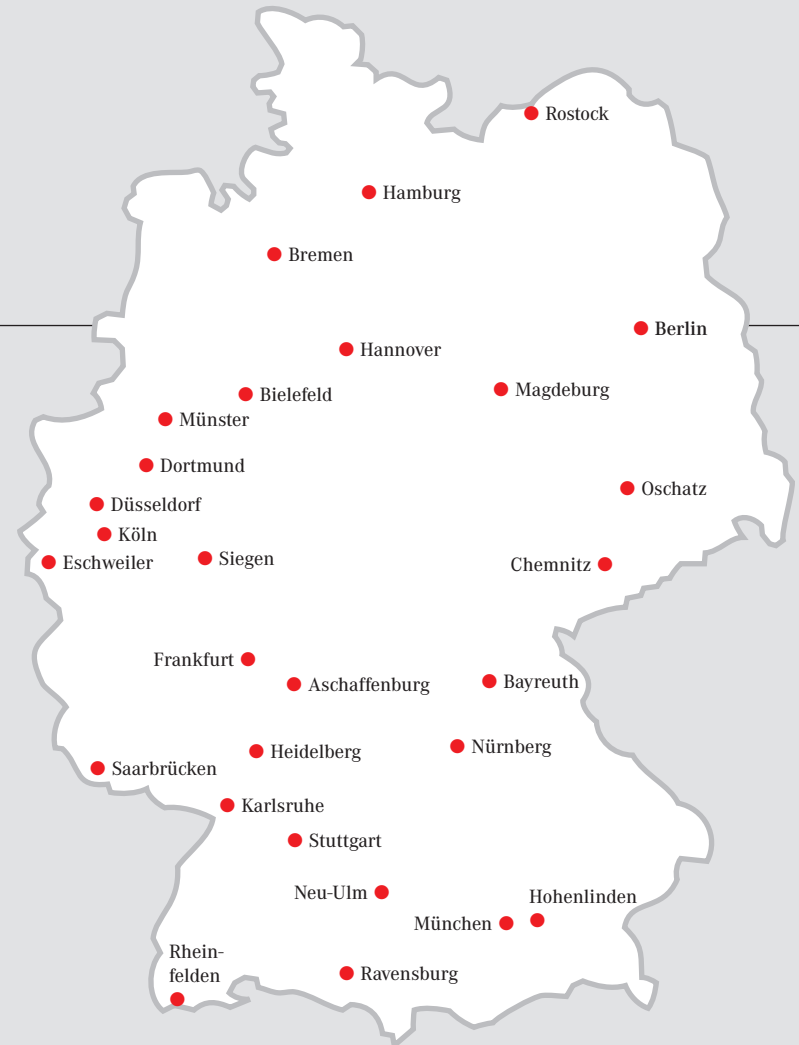 Rostock
Hamburg
Bremen
Berlin
Hannover
Magdeburg
Bielefeld
Münster
Dortmund
Oschatz
Düsseldorf
Köln
Siegen
Eschweiler
Chemnitz
Frankfurt
Aschaffenburg
Bayreuth
Nürnberg
Heidelberg
Saarbrücken
Karlsruhe
Stuttgart
Neu-Ulm
Hohenlinden
München
Rhein-
felden
Ravensburg